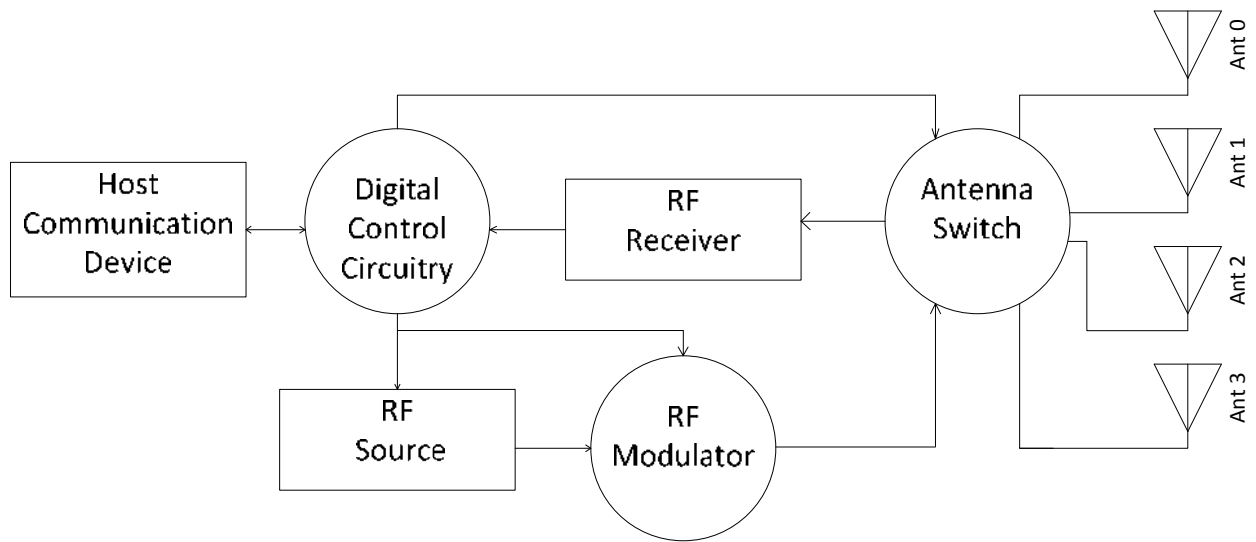 Host
Communication
Device
Digital
Control
Circuitry
RF
Receiver
Antenna
Switch
RF
Source
RF
Modulator
Ant 0
Ant 1
Ant 2
Ant 3